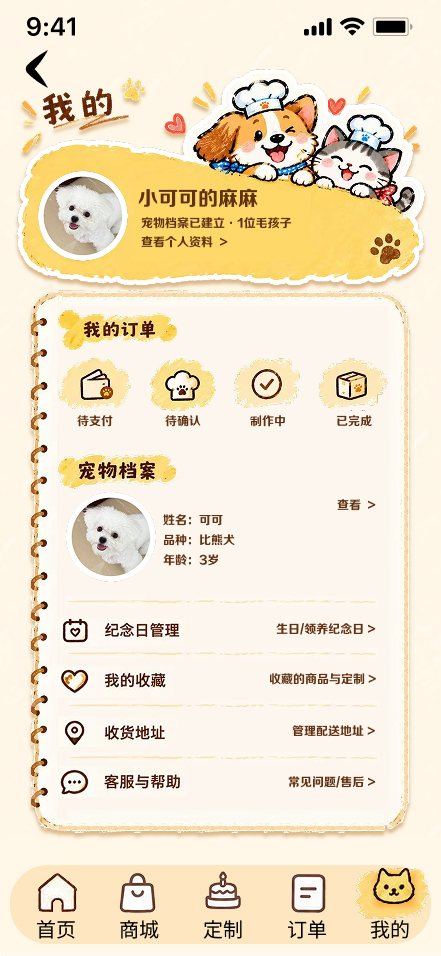 9:41
我的
小可可的麻麻
宠物档案已建立 · 1位毛孩子
查看个人资料 >
我的订单
待支付 待确认 制作中 已完成
宠物档案
查看 >
姓名：可可
品种：比熊犬
年龄：3岁
纪念日管理 生日/领养纪念日 >
我的收藏 收藏的商品与定制 >
收货地址 管理配送地址 >
客服与帮助 常见问题/售后 >
首页 商城 定制 订单 我的